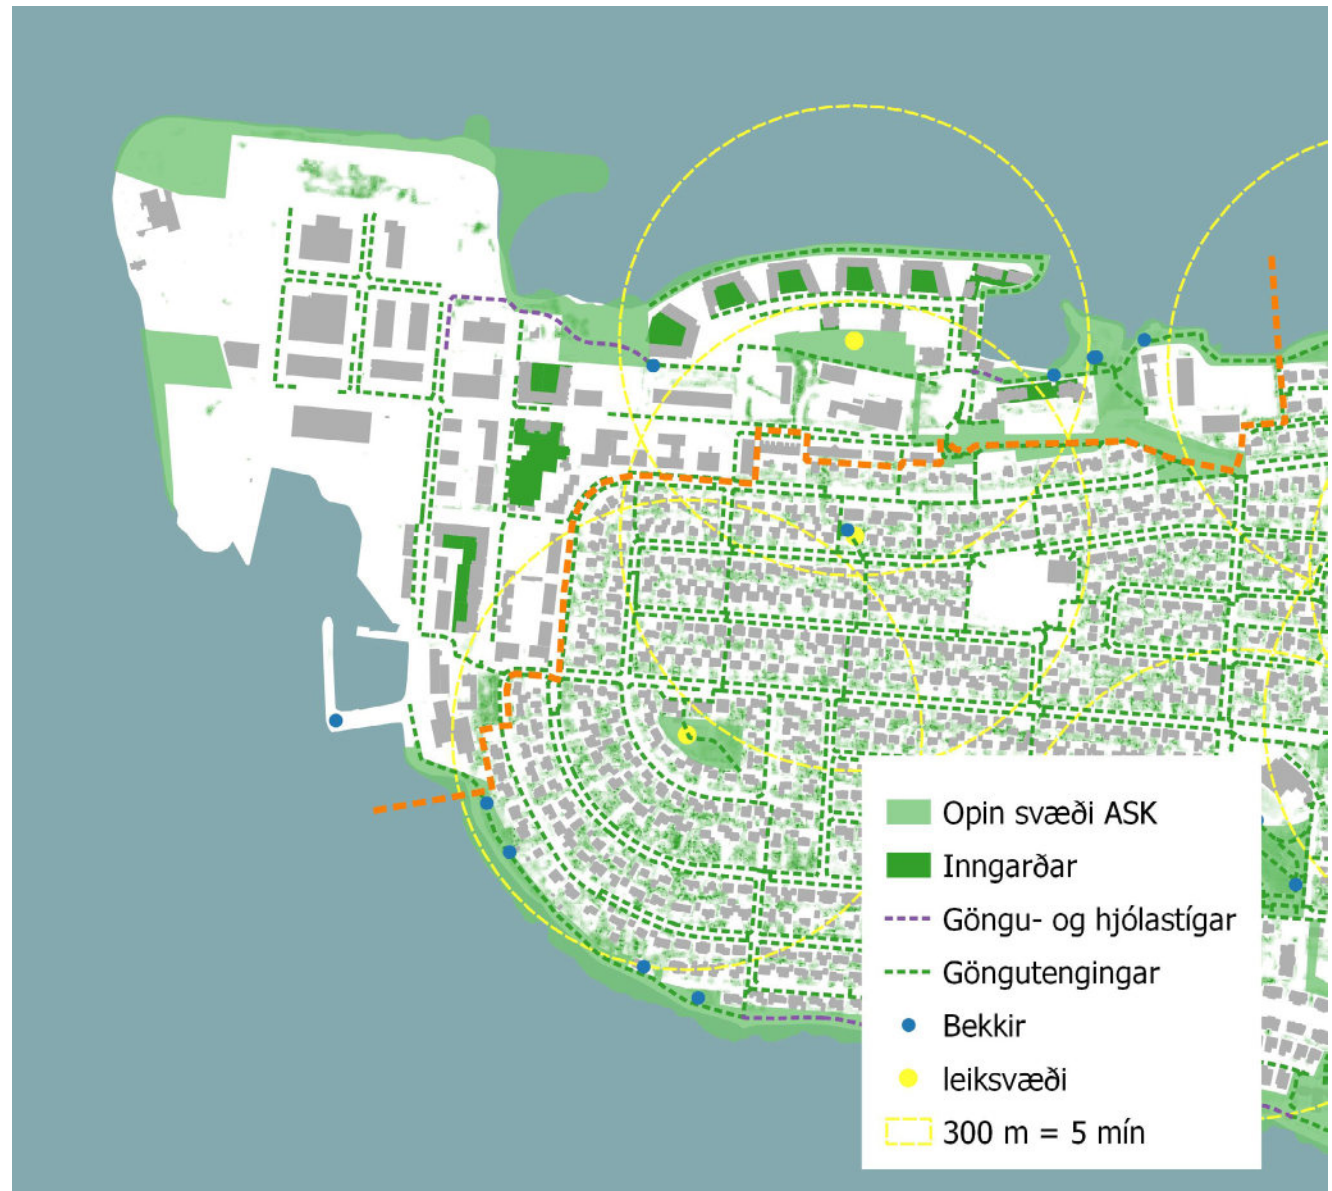 Opin svæði ASK
Inngarðar
Göngu- og hjólastígar
Göngutengingar
Bekkir
leiksvæði
300 m = 5 mín